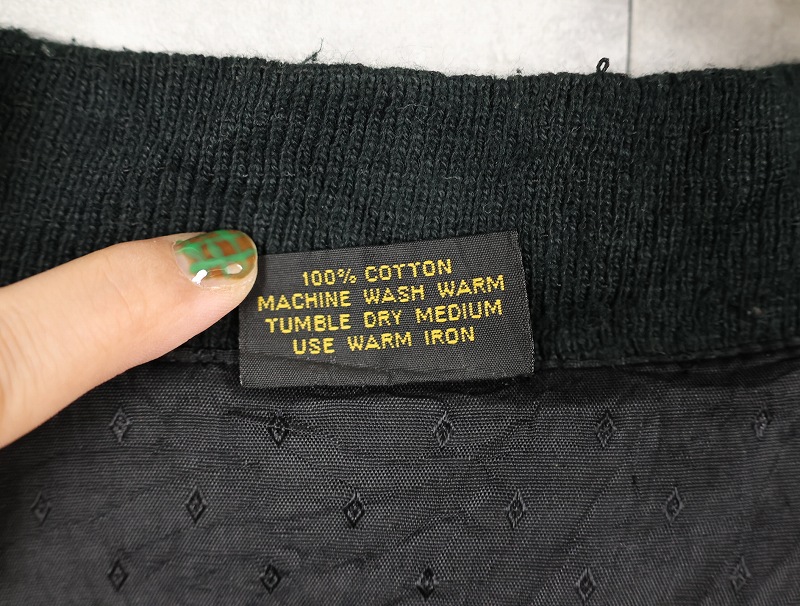 100% COTTON
MACHINE WASH WARM
TUMBLE DRY MEDIUM
USE WARM IRON